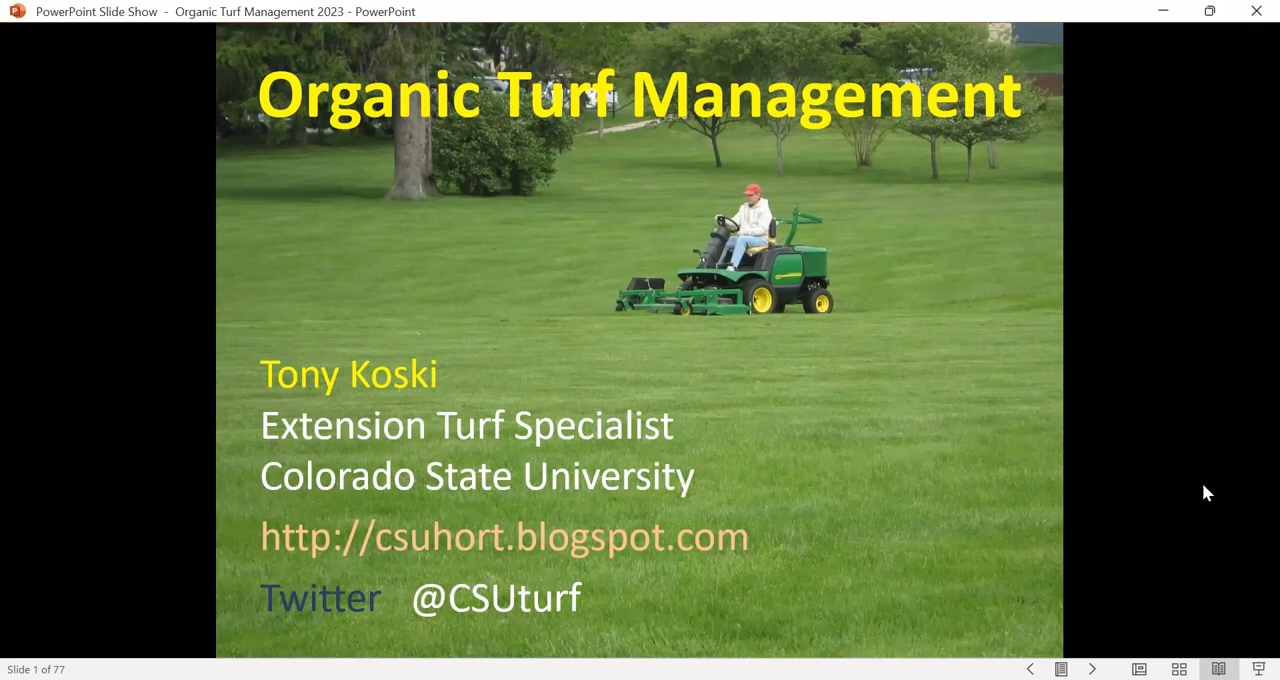 PowerPoint Slide Show - Organic Turf Management 2023 - PowerPoint
Organic Turf Management
Tony Koski
Extension Turf Specialist
Colorado State University
http://csuhort.blogspot.com
Twitter @CSUturf
Slide 1 of 77